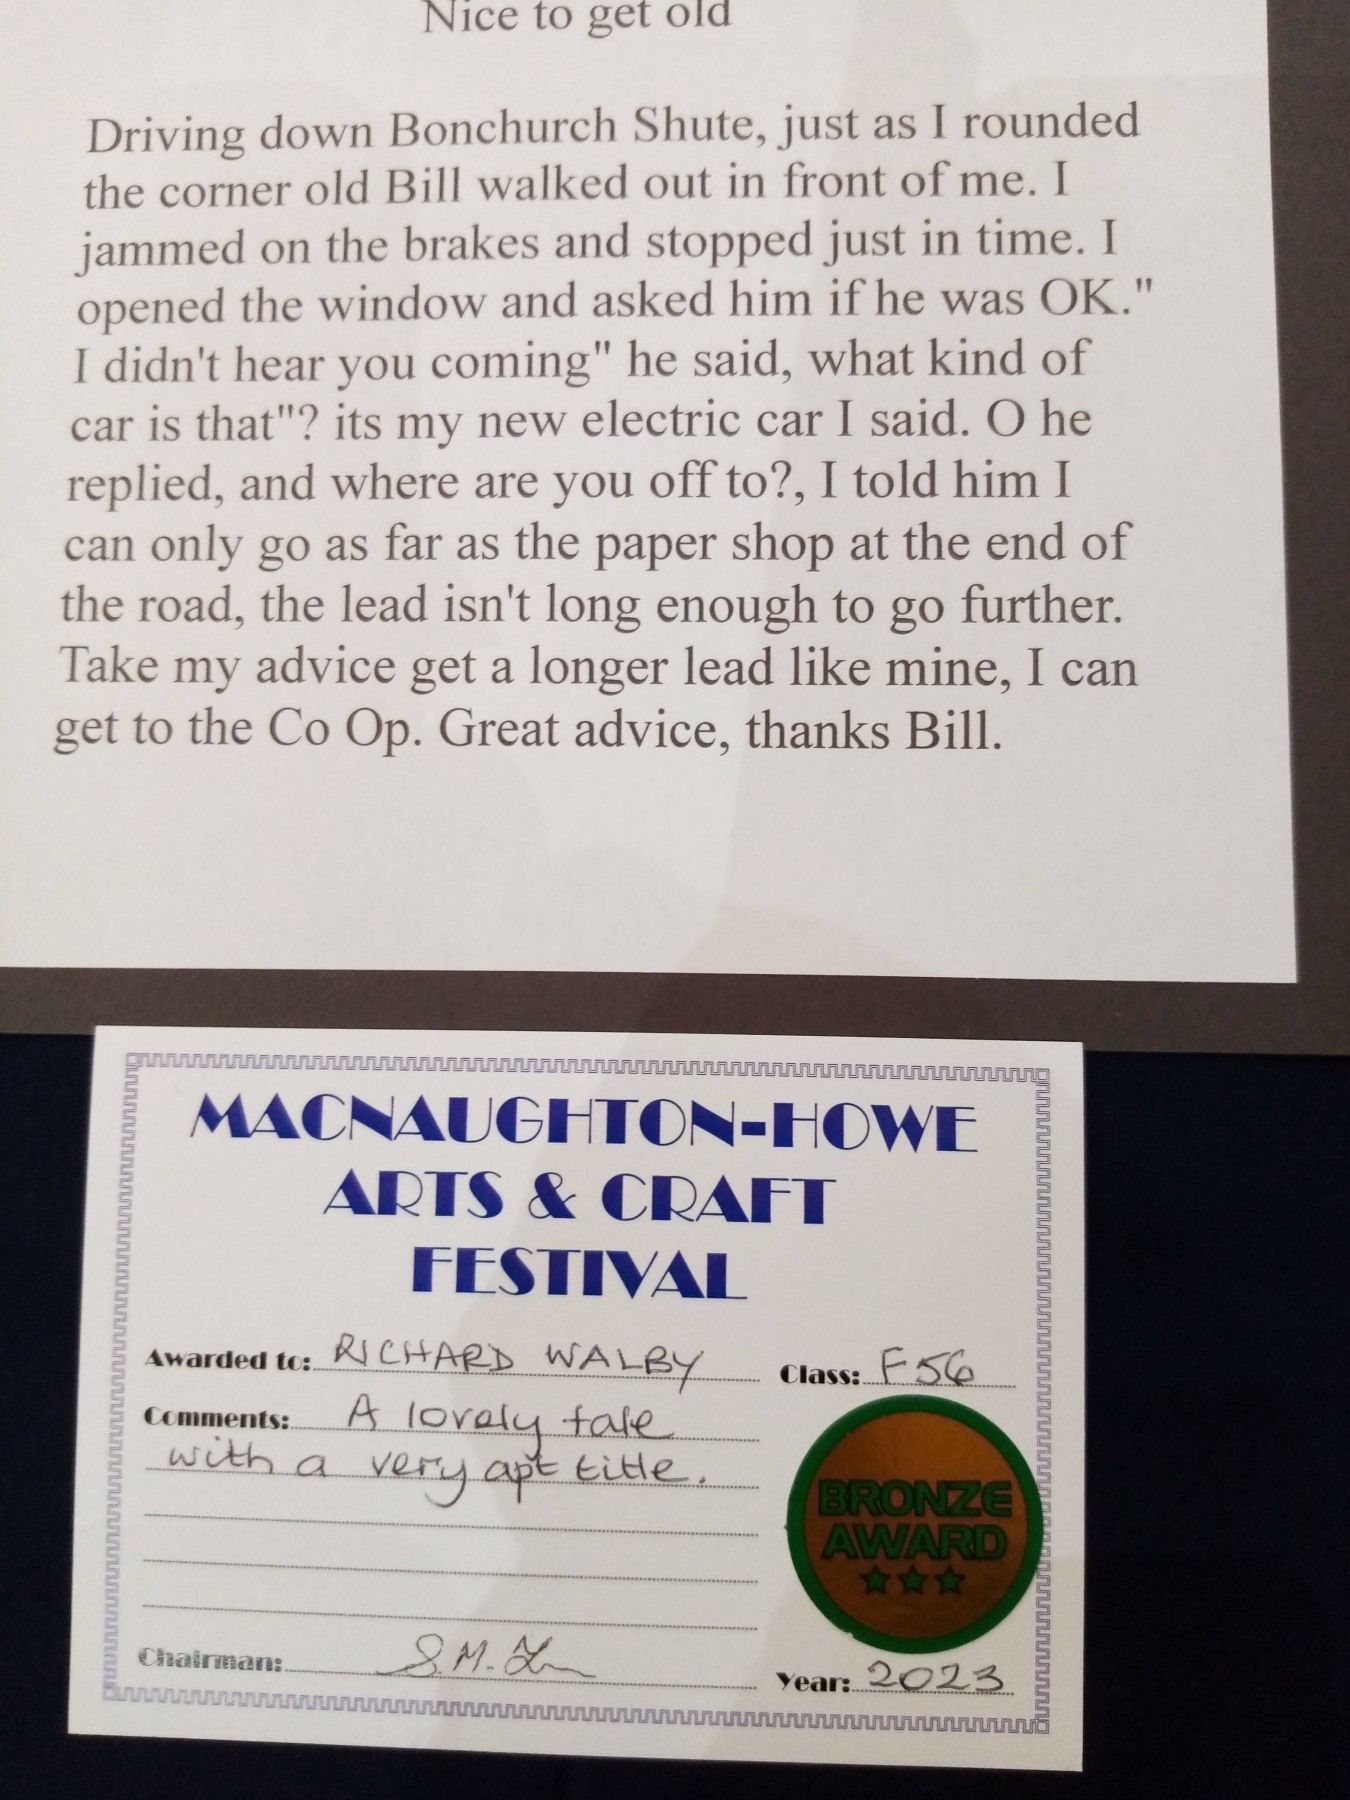 Nice to get old
Driving down Bonchurch Shute, just as I rounded
the corner old Bill walked out in front of me. I
jammed on the brakes and stopped just in time. I
opened the window and asked him if he was OK."
I didn't hear you coming" he said, what kind of
car is that"? its my new electric car I said. O he
replied, and where are you off to?, I told him I
can only go as far as the paper shop at the end of
the road, the lead isn't long enough to go further.
Take my advice get a longer lead like mine, I can
get to the Co Op. Great advice, thanks Bill.
MACNAUGHTON-HOWE
ARTS & CRAFT
FESTIVAL
Awarded to: RICHARD WALBY Class: F56
Comments: A lovely tale
with a very apt title.
BRONZE
AWARD
Chairman: S.M.
Year: 2023